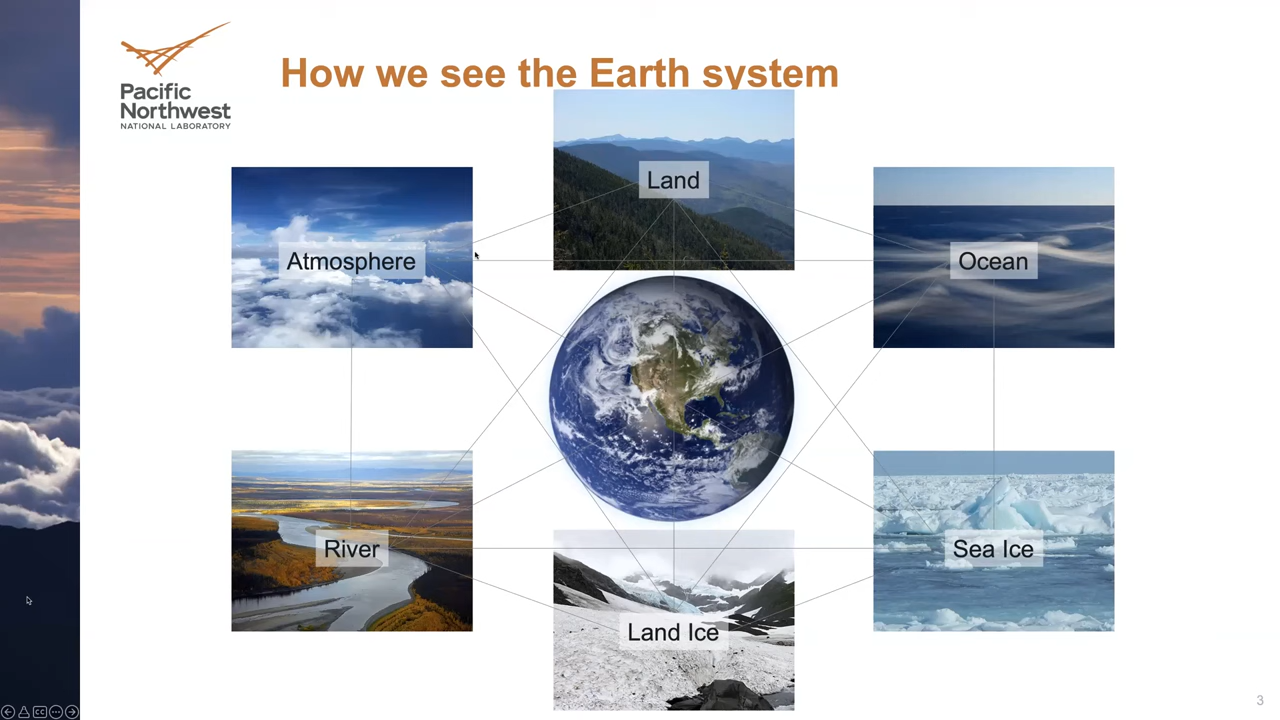 Pacific
Northwest
NATIONAL LABORATORY
How we see the Earth system
Land
Atmosphere
Ocean
River
Sea Ice
Land Ice
CC
3